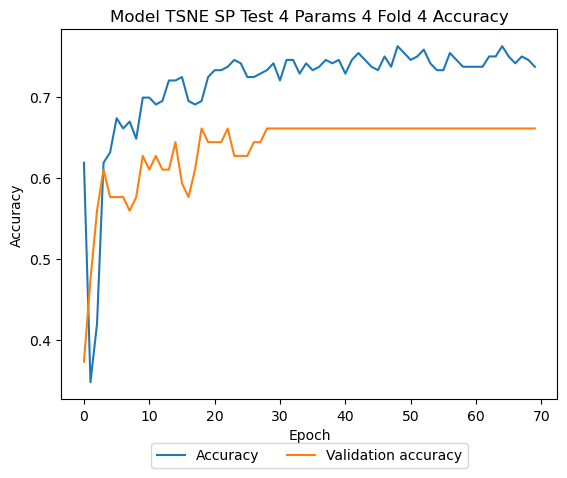 Model TSNE SP Test 4 Params 4 Fold 4 Accuracy
Accuracy
0.7
0.6
0.5
0.4
0 10 20 30 40 50 60 70
Epoch
Accuracy Validation accuracy